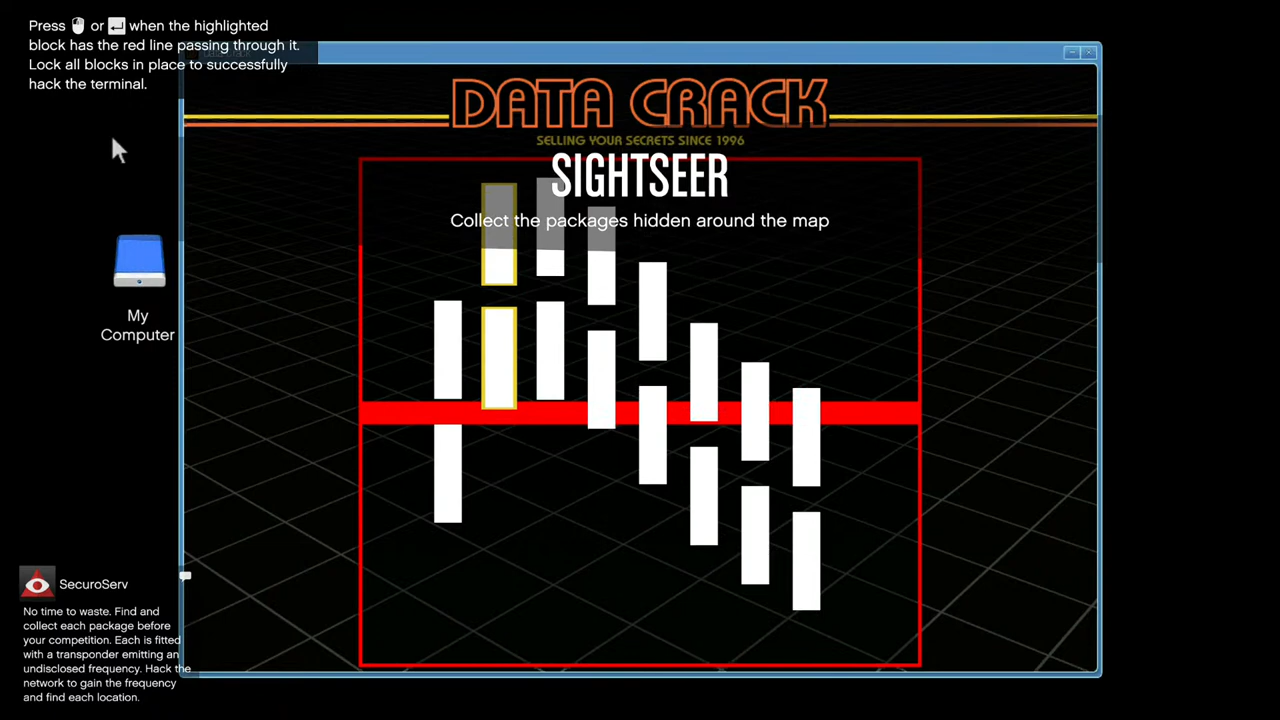 Press or when the highlighted
block has the red line passing through it.
Lock all blocks in place to successfully
hack the terminal.
DATA CRACK
SELLING YOUR SECRETS SINCE 1996
SIGHTSEER
Collect the packages hidden around the map
My
Computer
SecuroServ
No time to waste. Find and
collect each package before
your competition. Each is fitted
with a transponder emitting an
undisclosed frequency. Hack the
network to gain the frequency
and find each location.